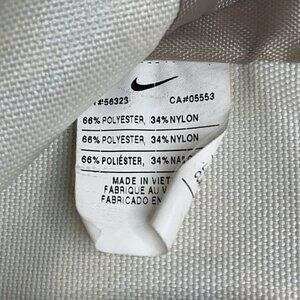 #56323 CA#05553
66% POLYESTER, 34% NYLON
66% POLYESTER, 34% NYLON
66% POLIÉSTER, 34%
MADE IN VIET
FABRIQUE AU V
FABRICADO EN